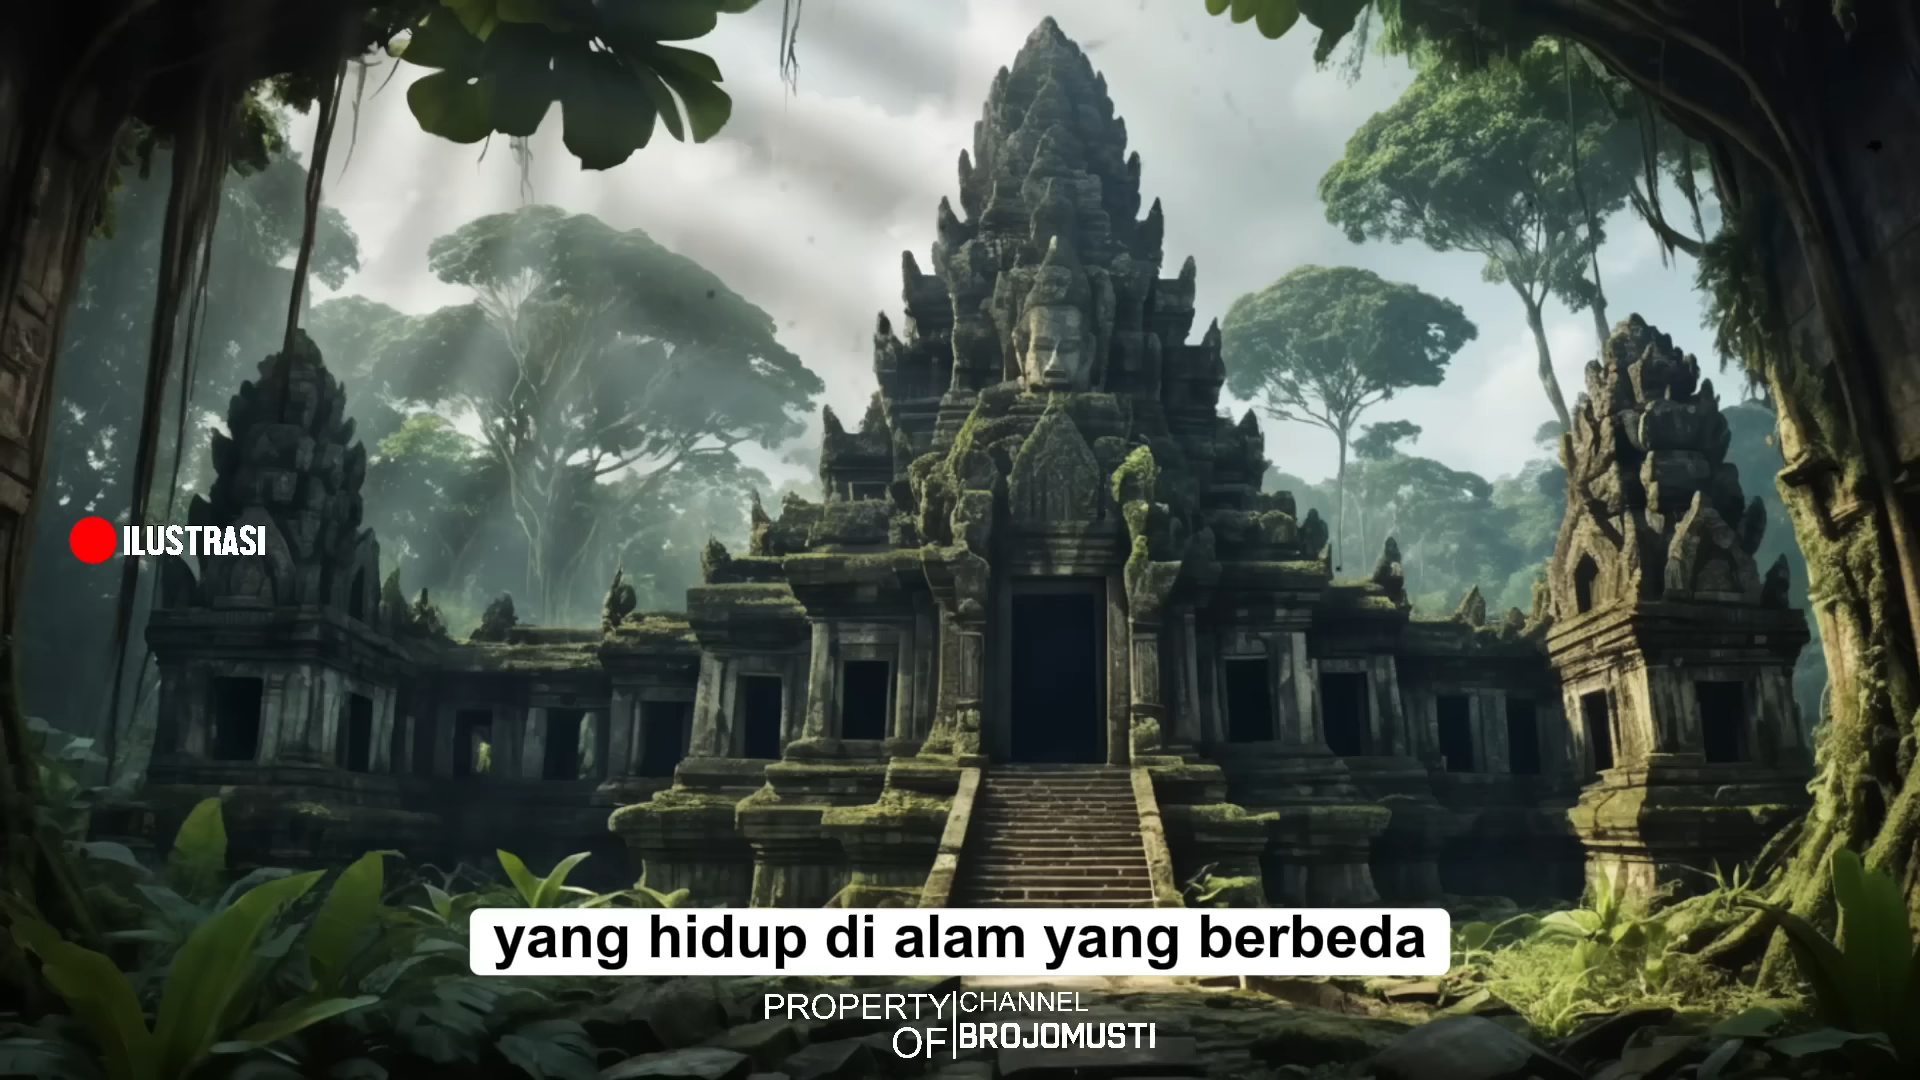 ILUSTRASI
yang hidup di alam yang berbeda
PROPERTY OF
CHANNEL
BROJOMUSTI